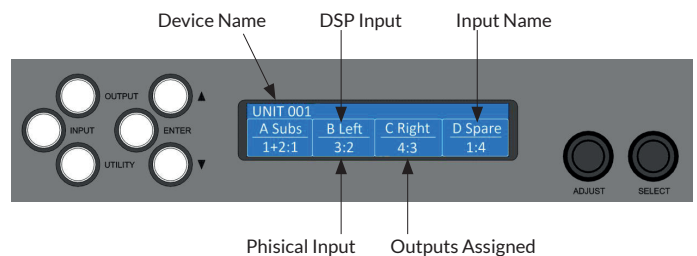 Device Name DSP Input Input Name
OUTPUT ▲
INPUT ENTER
UTILITY ▼
UNIT 001
A Subs B Left C Right D Spare
1+2:1 3:2 4:3 1:4
ADJUST SELECT
Phisical Input Outputs Assigned